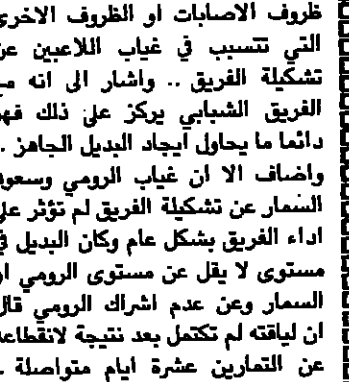 ظروف الاصابات او الظروف الاخرى
التي تتسبب في غياب اللاعبين عن
تشكيلة الفريق .. واشار الى انه مع
الفريق الشبابي يركز على ذلك فهو
دائما ما يحاول ايجاد البديل الجاهز ..
واضاف الا ان غياب الرومي وسعود
السمار عن تشكيلة الفريق لم تؤثر على
اداء الفريق بشكل عام وكان البديل في
مستوى لا يقل عن مستوى الرومي او
السمار وعن عدم اشراك الرومي قال
ان لياقته لم تكتمل بعد نتيجة لانقطاعه
عن التمارين عشرة ايام متواصلة ..